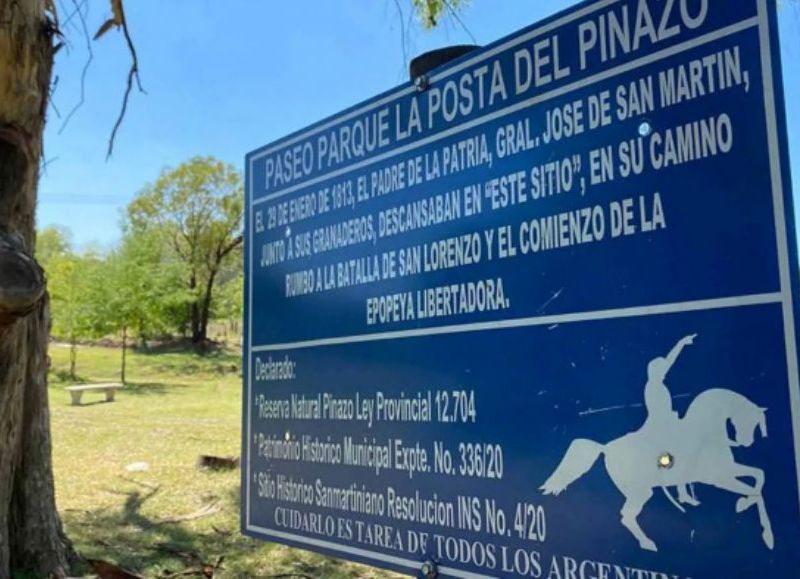 PASEO PARQUE LA POSTA DEL PINAZO
EL 29 DE ENERO DE 1813, EL PADRE DE LA PATRIA, GRAL. JOSE DE SAN MARTIN,
JUNTO A SUS GRANADEROS, DESCANSABAN EN "ESTE SITIO", EN SU CAMINO
RUMBO A LA BATALLA DE SAN LORENZO Y EL COMIENZO DE LA
EPOPEYA LIBERTADORA.
Declarado:
*Reserva Natural Pinazo Ley Provincial 12.704
*Patrimonio Historico Municipal Expte. No. 336/20
*Sitio Historico Sanmartiniano Resolucion INS No. 4/20
CUIDARLO ES TAREA DE TODOS LOS ARGENTIN